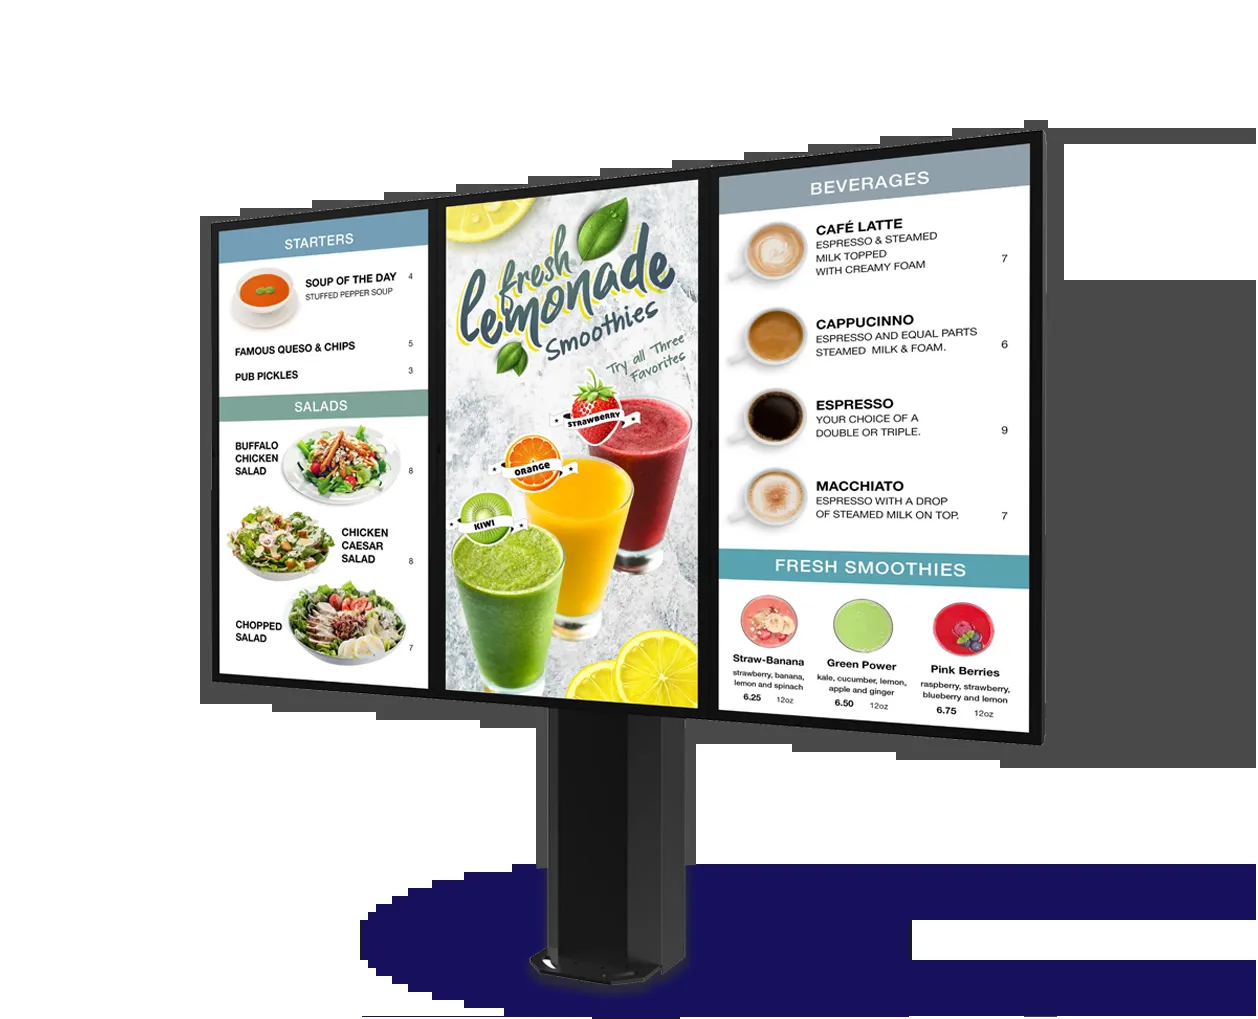 STARTERS
SOUP OF THE DAY 4
STUFFED PEPPER SOUP
FAMOUS QUESO & CHIPS 5
PUB PICKLES 3
SALADS
BUFFALO
CHICKEN
SALAD 8
CHICKEN
CAESAR
SALAD 8
CHOPPED
SALAD 7
fresh
lemonade
Smoothies
Try all Three
Favorites
STRAWBERRY
ORANGE
KIWI
BEVERAGES
CAFÉ LATTE
ESPRESSO & STEAMED
MILK TOPPED
WITH CREAMY FOAM 7
CAPPUCINNO
ESPRESSO AND EQUAL PARTS
STEAMED MILK & FOAM. 6
ESPRESSO
YOUR CHOICE OF A
DOUBLE OR TRIPLE. 9
MACCHIATO
ESPRESSO WITH A DROP
OF STEAMED MILK ON TOP. 7
FRESH SMOOTHIES
Straw-Banana
strawberry, banana,
lemon and spinach
6.25 12oz
Green Power
kale, cucumber, lemon,
apple and ginger
6.50 12oz
Pink Berries
raspberry, strawberry,
blueberry and lemon
6.75 12oz